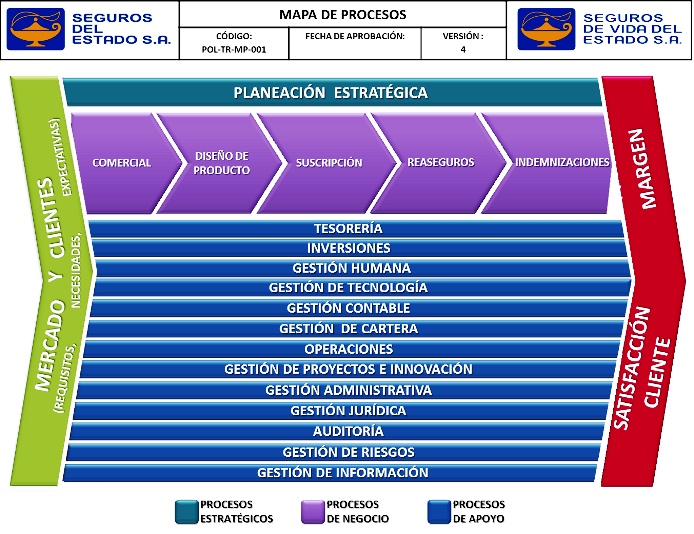 SEGUROS
DEL
ESTADO S.A.
MAPA DE PROCESOS
CÓDIGO:
POL-TR-MP-001
FECHA DE APROBACIÓN:
VERSIÓN :
4
SEGUROS
DE VIDA DEL
ESTADO S.A.
MERCADO Y CLIENTES
(REQUISITOS, NECESIDADES, EXPECTATIVAS)
PLANEACIÓN ESTRATÉGICA
COMERCIAL
DISEÑO DE
PRODUCTO
SUSCRIPCIÓN
REASEGUROS
INDEMNIZACIONES
TESORERÍA
INVERSIONES
GESTIÓN HUMANA
GESTIÓN DE TECNOLOGÍA
GESTIÓN CONTABLE
GESTIÓN DE CARTERA
OPERACIONES
GESTIÓN DE PROYECTOS E INNOVACIÓN
GESTIÓN ADMINISTRATIVA
GESTIÓN JURÍDICA
AUDITORÍA
GESTIÓN DE RIESGOS
GESTIÓN DE INFORMACIÓN
MARGEN
SATISFACCIÓN
CLIENTE
PROCESOS
ESTRATÉGICOS
PROCESOS
DE NEGOCIO
PROCESOS
DE APOYO